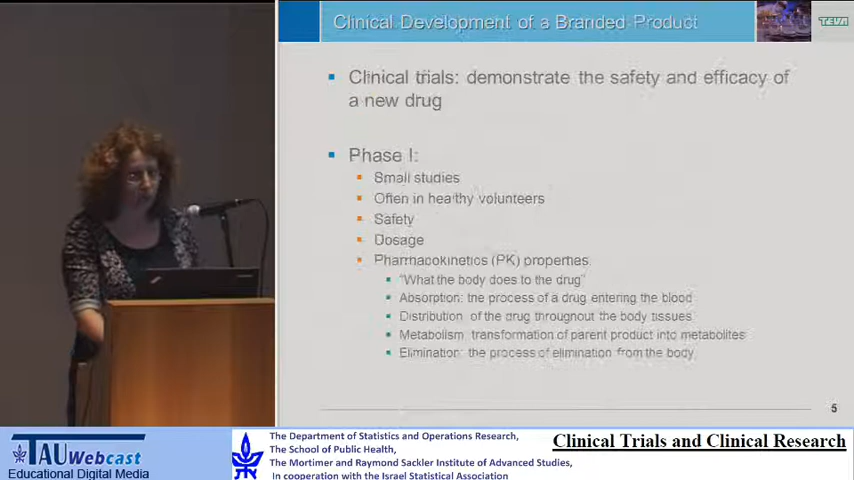 Clinical Development of a Branded Product
TEVA
Clinical trials: demonstrate the safety and efficacy of
a new drug
Phase I:
Small studies
Often in healthy volunteers
Safety
Dosage
Pharmacokinetics (PK) properties
"What the body does to the drug"
Absorption: the process of a drug entering the blood
Distribution of the drug throughout the body tissues
Metabolism: transformation of parent product into metabolites
Elimination: the process of elimination from the body
5
TAU Webcast
Educational Digital Media
The Department of Statistics and Operations Research,
The School of Public Health,
The Mortimer and Raymond Sackler Institute of Advanced Studies,
In cooperation with the Israel Statistical Association
Clinical Trials and Clinical Research